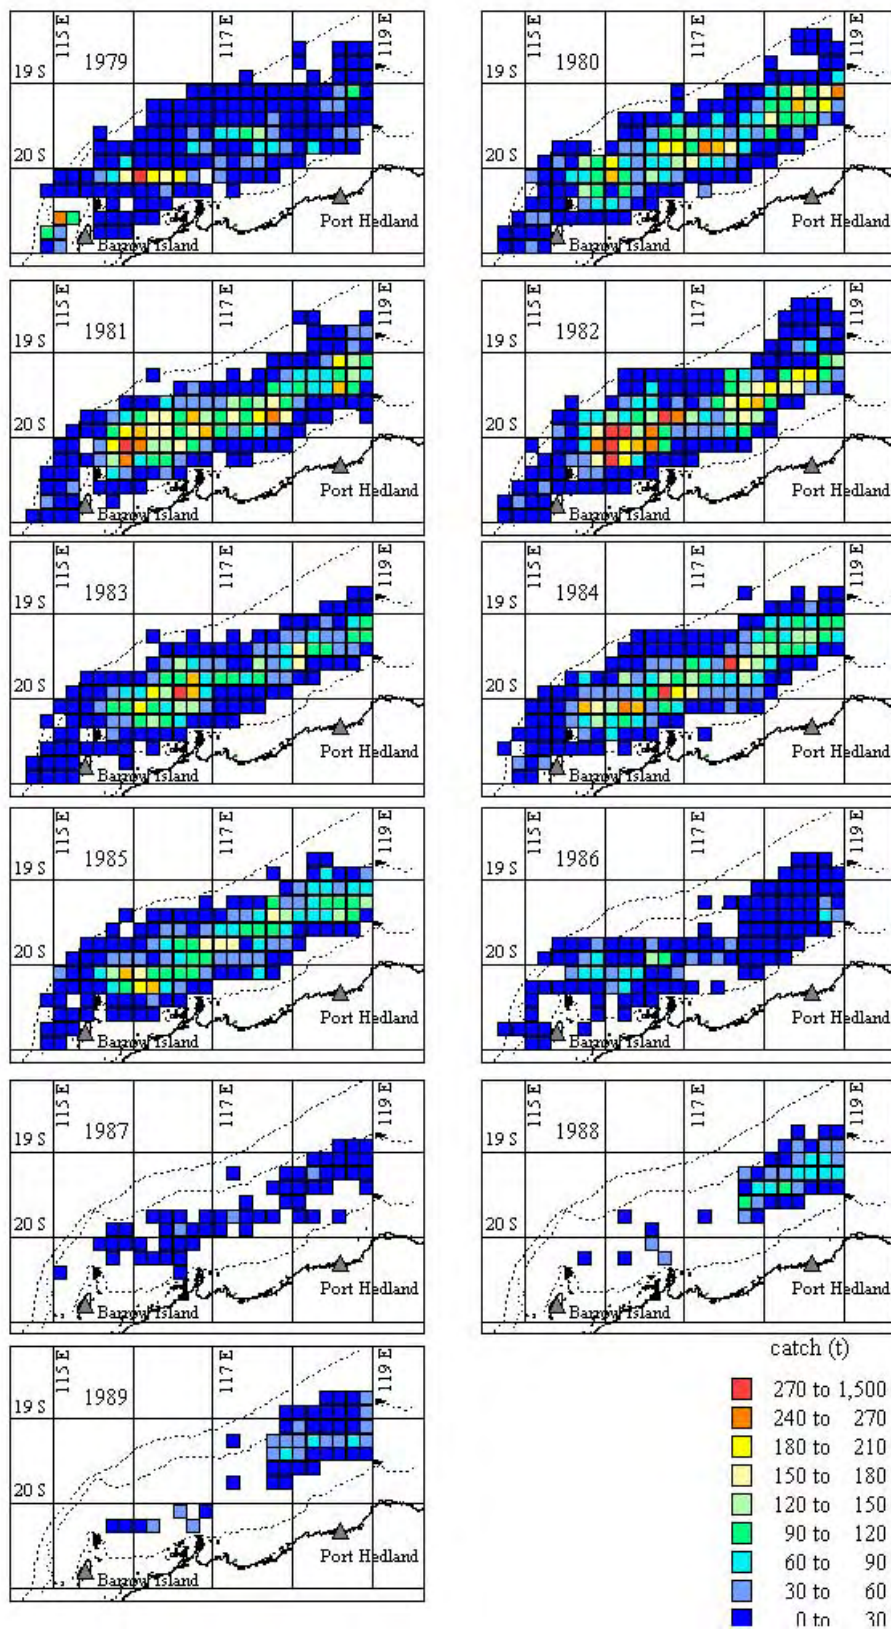 115 E
117 E
119 E
19 S
1979
20 S
Port Hedland
Barrow Island
115 E
117 E
119 E
19 S
1980
20 S
Port Hedland
Barrow Island
115 E
117 E
119 E
19 S
1981
20 S
Port Hedland
Barrow Island
115 E
117 E
119 E
19 S
1982
20 S
Port Hedland
Barrow Island
115 E
117 E
119 E
19 S
1983
20 S
Port Hedland
Barrow Island
115 E
117 E
119 E
19 S
1984
20 S
Port Hedland
Barrow Island
115 E
117 E
119 E
19 S
1985
20 S
Port Hedland
Barrow Island
115 E
117 E
119 E
19 S
1986
20 S
Port Hedland
Barrow Island
115 E
117 E
119 E
19 S
1987
20 S
Port Hedland
Barrow Island
115 E
117 E
119 E
19 S
1988
20 S
Port Hedland
Barrow Island
115 E
117 E
119 E
19 S
1989
20 S
Port Hedland
Barrow Island
catch (t)
270 to 1,500
240 to 270
180 to 210
150 to 180
120 to 150
90 to 120
60 to 90
30 to 60
0 to 30